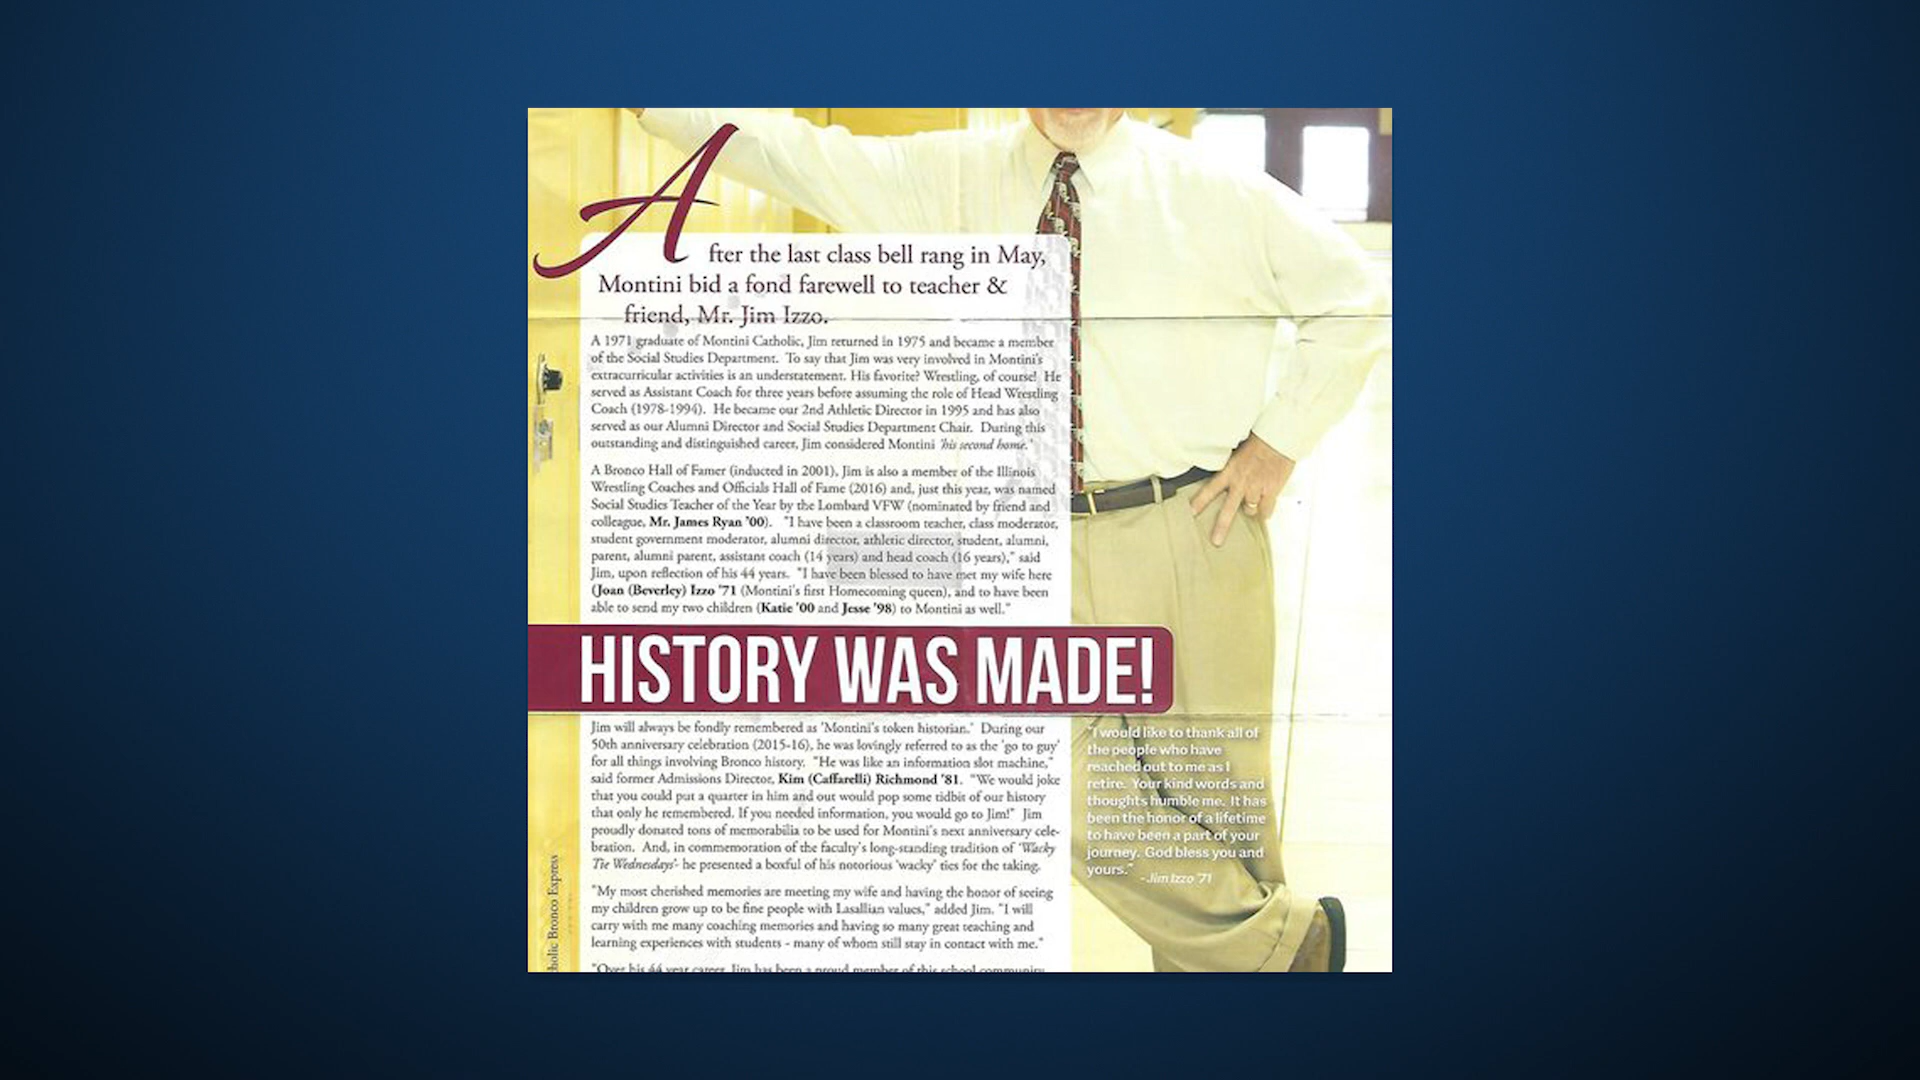 After the last class bell rang in May,
Montini bid a fond farewell to teacher &
friend, Mr. Jim Izzo.
A 1971 graduate of Montini Catholic, Jim returned in 1975 and became a member
of the Social Studies Department. To say that Jim was very involved in Montini's
extracurricular activities is an understatement. His favorite? Wrestling, of course! He
served as Assistant Coach for three years before assuming the role of Head Wrestling
Coach (1978-1994). He became our 2nd Athletic Director in 1995 and has also
served as our Alumni Director and Social Studies Department Chair. During this
outstanding and distinguished career, Jim considered Montini 'his second home.'
A Bronco Hall of Famer (inducted in 2001), Jim is also a member of the Illinois
Wrestling Coaches and Officials Hall of Fame (2016) and, just this year, was named
Social Studies Teacher of the Year by the Lombard VFW (nominated by friend and
colleague, Mr. James Ryan '00). "I have been a classroom teacher, class moderator,
student government moderator, alumni director, athletic director, student, alumni,
parent, alumni parent, assistant coach (14 years) and head coach (16 years)," said
Jim, upon reflection of his 44 years. "I have been blessed to have met my wife here
(Joan (Beverley) Izzo '71 (Montini's first Homecoming queen), and to have been
able to send my two children (Katie '00 and Jesse '98) to Montini as well."
HISTORY WAS MADE!
Jim will always be fondly remembered as 'Montini's token historian.' During our
50th anniversary celebration (2015-16), he was lovingly referred to as the 'go to guy'
for all things involving Bronco history. "He was like an information slot machine,"
said former Admissions Director, Kim (Caffarelli) Richmond '81. "We would joke
that you could put a quarter in him and out would pop some tidbit of our history
that only he remembered. If you needed information, you would go to Jim!" Jim
proudly donated tons of memorabilia to be used for Montini's next anniversary cele-
bration. And, in commemoration of the faculty's long-standing tradition of 'Wacky
Tie Wednesdays'- he presented a boxful of his notorious 'wacky' ties for the taking.
"My most cherished memories are meeting my wife and having the honor of seeing
my children grow up to be fine people with Lasallian values," added Jim. "I will
carry with me many coaching memories and having so many great teaching and
learning experiences with students - many of whom still stay in contact with me."
"Over his 44 year career, Jim has been a proud member of this school community
"I would like to thank all of
the people who have
reached out to me as I
retire. Your kind words and
thoughts humble me. It has
been the honor of a lifetime
to have been a part of your
journey. God bless you and
yours."
- Jim Izzo '71
holic Bronco Express